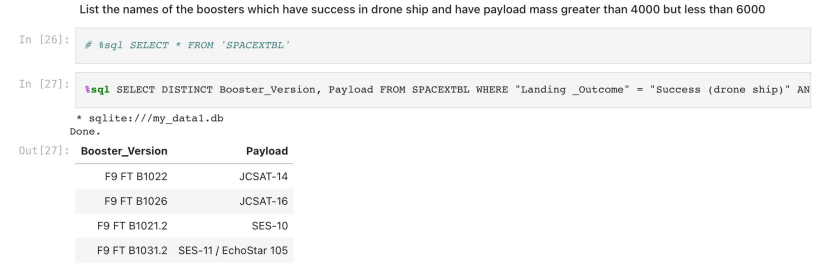 List the names of the boosters which have success in drone ship and have payload mass greater than 4000 but less than 6000
In [26]: # %sql SELECT * FROM 'SPACEXTBL'
In [27]: %sql SELECT DISTINCT Booster_Version, Payload FROM SPACEXTBL WHERE "Landing _Outcome" = "Success (drone ship)" AN
* sqlite:///my_data1.db
Done.
Out[27]: Booster_Version Payload
F9 FT B1022 JCSAT-14
F9 FT B1026 JCSAT-16
F9 FT B1021.2 SES-10
F9 FT B1031.2 SES-11 / EchoStar 105